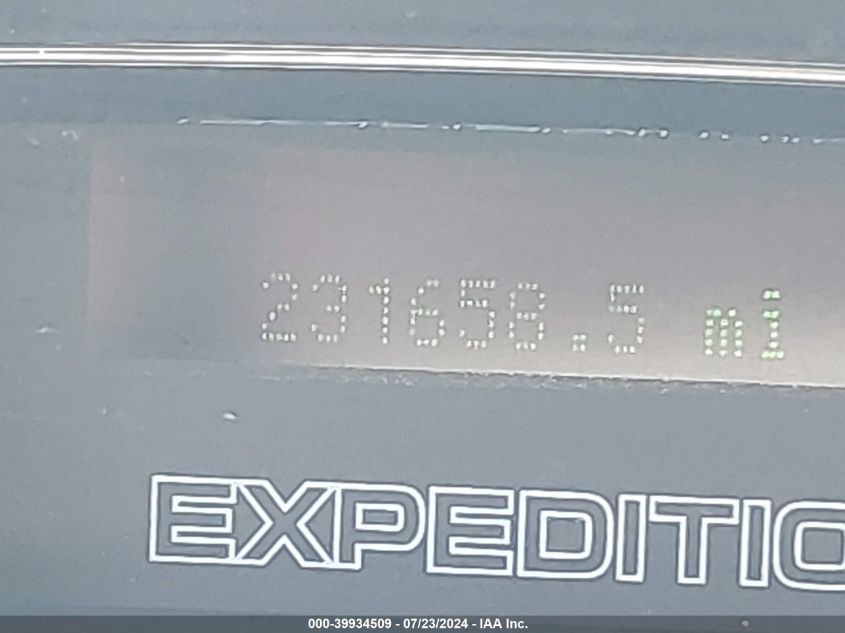 231658.5 mi
EXPEDITIO
000-39934509 - 07/23/2024 - IAA Inc.